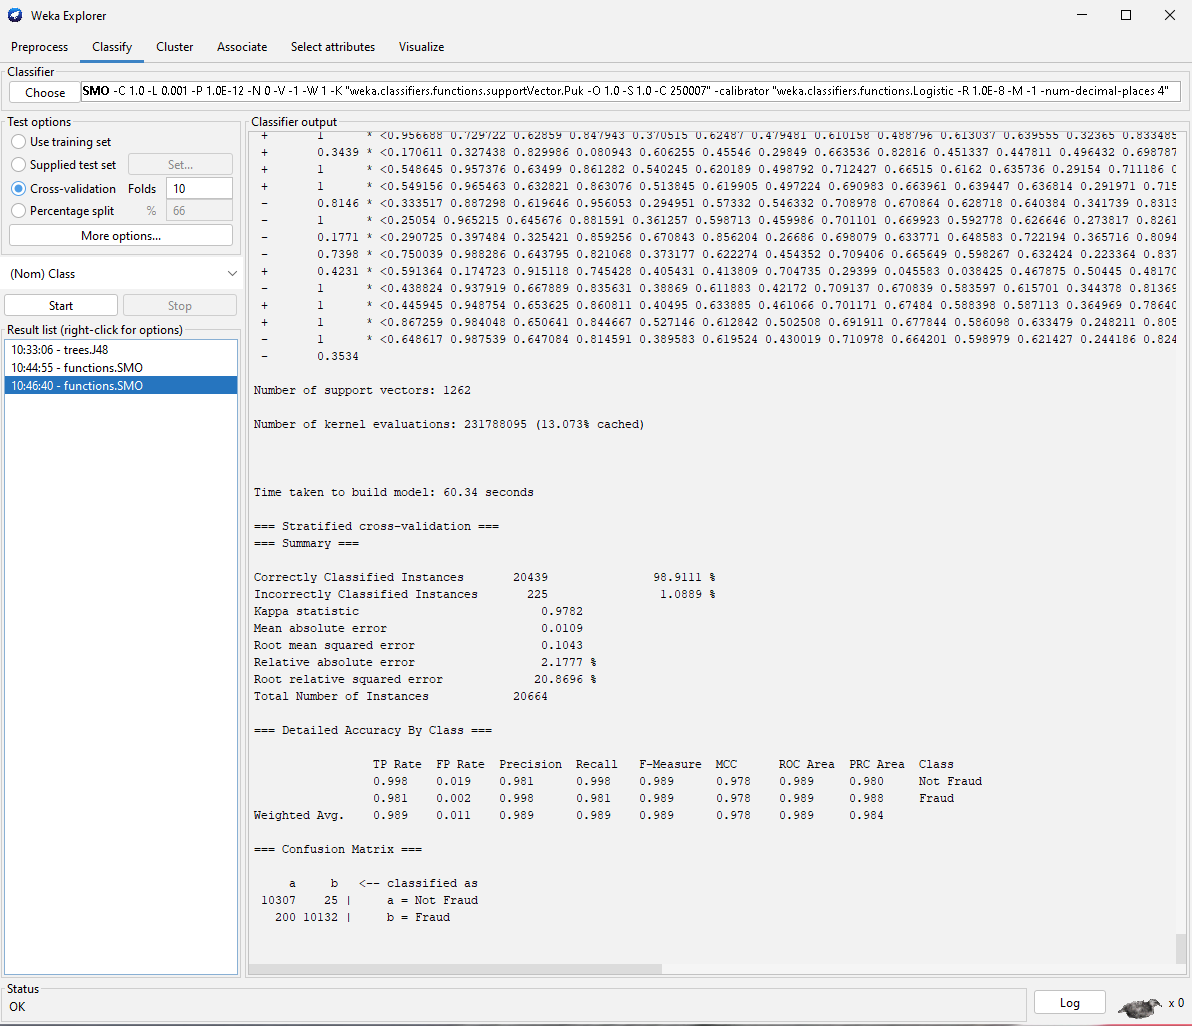 Weka Explorer
Preprocess Classify Cluster Associate Select attributes Visualize
Classifier
Choose SMO -C 1.0 -L 0.001 -P 1.0E-12 -N 0 -V -1 -W 1 -K "weka.classifiers.functions.supportVector.Puk -O 1.0 -S 1.0 -C 250007" -calibrator "weka.classifiers.functions.Logistic -R 1.0E-8 -M -1 -num-decimal-places 4"
Test options
Use training set
Supplied test set Set...
Cross-validation Folds 10
Percentage split % 66
More options...
(Nom) Class
Start Stop
Result list (right-click for options)
10:33:06 - trees.J48
10:44:55 - functions.SMO
10:46:40 - functions.SMO
Classifier output
+ 1 * <0.956688 0.729722 0.62859 0.847943 0.370515 0.62487 0.479481 0.610158 0.488796 0.613037 0.639555 0.32365 0.833485
+ 0.3439 * <0.170611 0.327438 0.829986 0.080943 0.606255 0.45546 0.29849 0.663536 0.82816 0.451337 0.447811 0.496432 0.698787
+ 1 * <0.548645 0.957376 0.63499 0.861282 0.540245 0.620189 0.498792 0.712427 0.66515 0.6162 0.635736 0.29154 0.711186 0
+ 1 * <0.549156 0.965463 0.632821 0.863076 0.513845 0.619905 0.497224 0.690983 0.663961 0.639447 0.636814 0.291971 0.715
- 0.8146 * <0.333517 0.887298 0.619646 0.956053 0.294951 0.57332 0.546332 0.708978 0.670864 0.628718 0.640384 0.341739 0.8313
- 1 * <0.25054 0.965215 0.645676 0.881591 0.361257 0.598713 0.459986 0.701101 0.669923 0.592778 0.626646 0.273817 0.8261
- 0.1771 * <0.290725 0.397484 0.325421 0.859256 0.670843 0.856204 0.26686 0.698079 0.633771 0.648583 0.722194 0.365716 0.8094
- 0.7398 * <0.750039 0.988286 0.643795 0.821068 0.373177 0.622274 0.454352 0.709406 0.665649 0.598267 0.632424 0.223364 0.837
+ 0.4231 * <0.591364 0.174723 0.915118 0.745428 0.405431 0.413809 0.704735 0.29399 0.045583 0.038425 0.467875 0.50445 0.48170
- 1 * <0.438824 0.937919 0.667889 0.835631 0.38869 0.611883 0.42172 0.709137 0.670839 0.583597 0.615701 0.344378 0.81369
+ 1 * <0.445945 0.948754 0.653625 0.860811 0.40495 0.633885 0.461066 0.701171 0.67484 0.588398 0.587113 0.364969 0.78640
+ 1 * <0.867259 0.984048 0.650641 0.844667 0.527146 0.612842 0.502508 0.691911 0.677844 0.586098 0.633479 0.248211 0.805
- 1 * <0.648617 0.987539 0.647084 0.814591 0.389583 0.619524 0.430019 0.710978 0.664201 0.598979 0.621427 0.244186 0.824
- 0.3534
Number of support vectors: 1262
Number of kernel evaluations: 231788095 (13.073% cached)
Time taken to build model: 60.34 seconds
=== Stratified cross-validation ===
=== Summary ===
Correctly Classified Instances 20439 98.9111 %
Incorrectly Classified Instances 225 1.0889 %
Kappa statistic 0.9782
Mean absolute error 0.0109
Root mean squared error 0.1043
Relative absolute error 2.1777 %
Root relative squared error 20.8696 %
Total Number of Instances 20664
=== Detailed Accuracy By Class ===
TP Rate FP Rate Precision Recall F-Measure MCC ROC Area PRC Area Class
0.998 0.019 0.981 0.998 0.989 0.978 0.989 0.980 Not Fraud
0.981 0.002 0.998 0.981 0.989 0.978 0.989 0.988 Fraud
Weighted Avg. 0.989 0.011 0.989 0.989 0.989 0.978 0.989 0.984
=== Confusion Matrix ===
a b <-- classified as
10307 25 | a = Not Fraud
200 10132 | b = Fraud
Status
OK
Log x 0